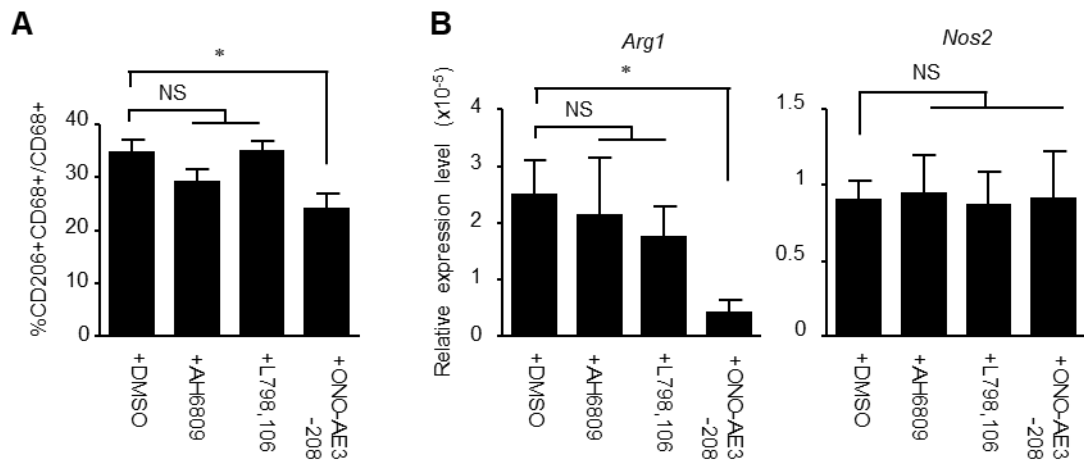 A
*
NS
%CD206+CD68+/CD68+
40
30
20
10
0
+DMSO
+AH6809
+L798,106
+ONO-AE3
-208
B
Arg1
*
NS
Relative expression level (x10-5)
4
3
2
1
0
+DMSO
+AH6809
+L798,106
+ONO-AE3
-208
Nos2
NS
1.5
1
0.5
0
+DMSO
+AH6809
+L798,106
+ONO-AE3
-208